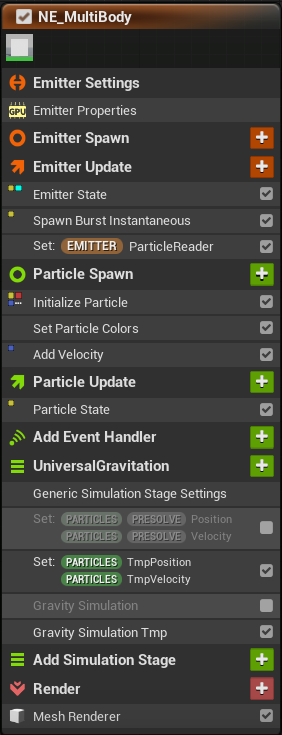 NE_MultiBody
Emitter Settings
GPU Emitter Properties
Emitter Spawn
Emitter Update
Emitter State
Spawn Burst Instantaneous
Set: EMITTER ParticleReader
Particle Spawn
Initialize Particle
Set Particle Colors
Add Velocity
Particle Update
Particle State
Add Event Handler
UniversalGravitation
Generic Simulation Stage Settings
Set: PARTICLES PRESOLVE Position
PARTICLES PRESOLVE Velocity
Set: PARTICLES TmpPosition
PARTICLES TmpVelocity
Gravity Simulation
Gravity Simulation Tmp
Add Simulation Stage
Render
Mesh Renderer